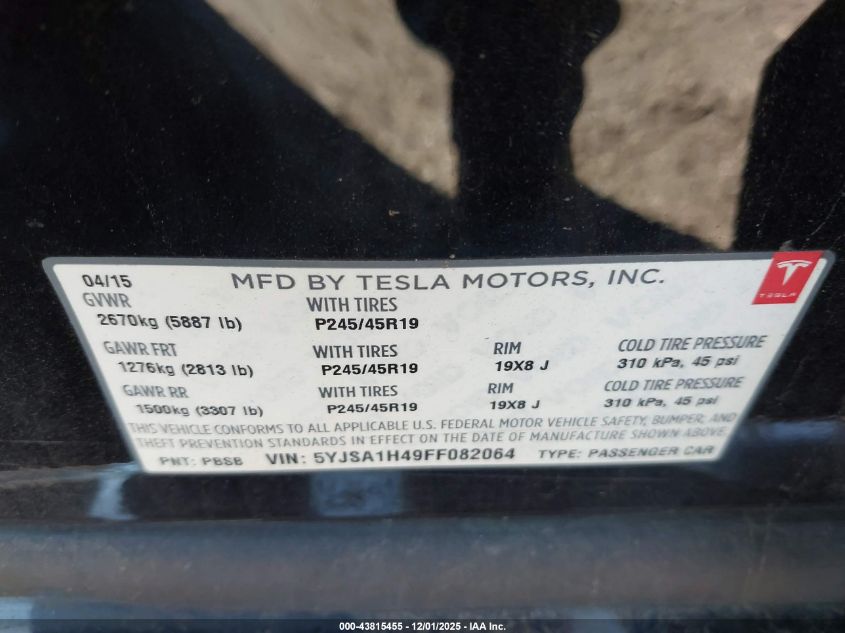 04/15 MFD BY TESLA MOTORS, INC.
TESLA
GVWR WITH TIRES
2670kg (5887 lb) P245/45R19
GAWR FRT WITH TIRES RIM COLD TIRE PRESSURE
1276kg (2813 lb) P245/45R19 19X8 J 310 kPa, 45 psi
GAWR RR WITH TIRES RIM COLD TIRE PRESSURE
1500kg (3307 lb) P245/45R19 19X8 J 310 kPa, 45 psi
THIS VEHICLE CONFORMS TO ALL APPLICABLE U.S. FEDERAL MOTOR VEHICLE SAFETY, BUMPER, AND
THEFT PREVENTION STANDARDS IN EFFECT ON THE DATE OF MANUFACTURE SHOWN ABOVE.
PNT: PBSB VIN: 5YJSA1H49FF082064 TYPE: PASSENGER CAR
000-43815455 - 12/01/2025 - IAA Inc.